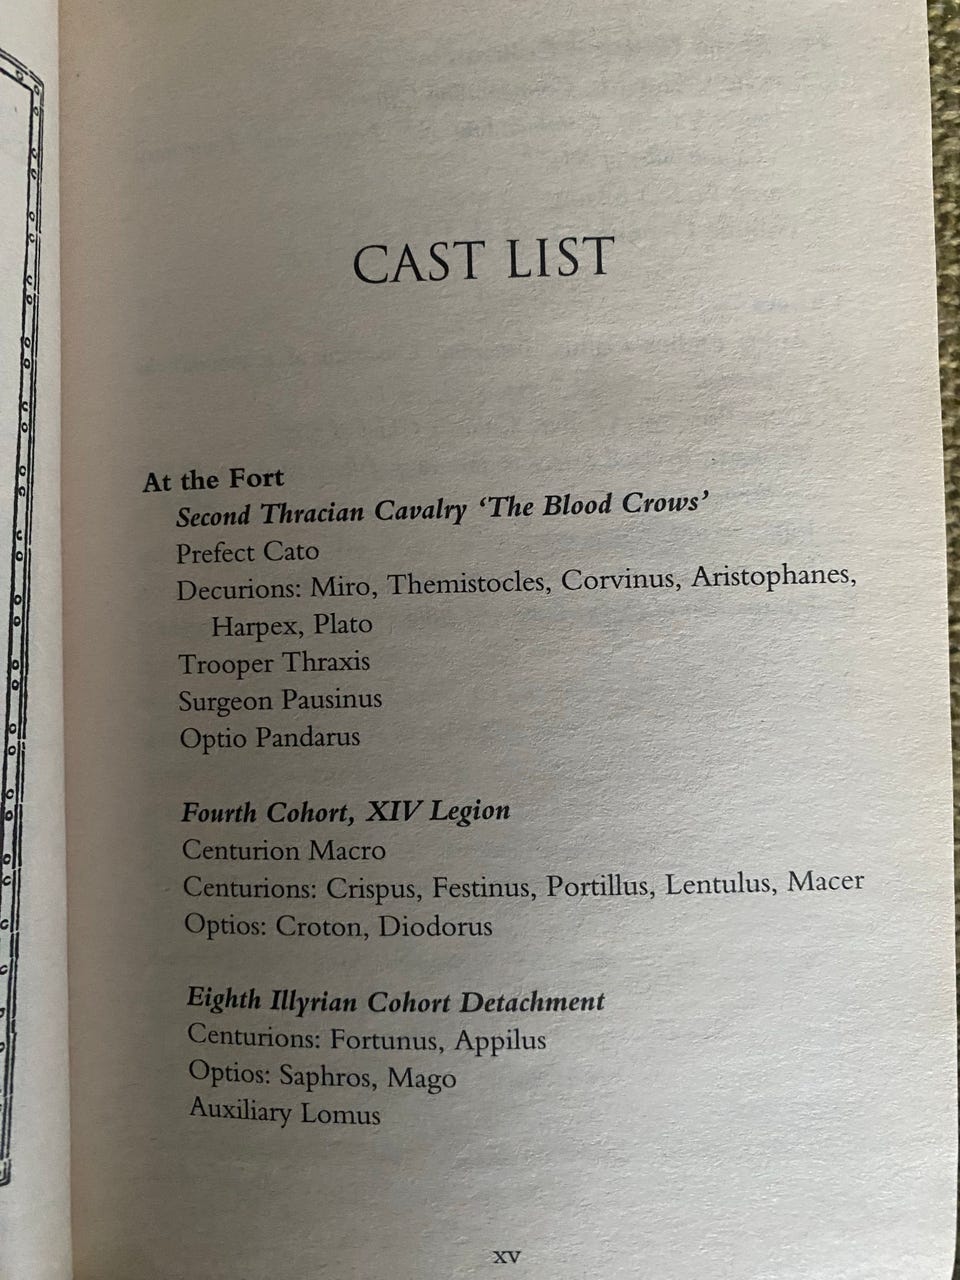 CAST LIST
At the Fort
Second Thracian Cavalry ‘The Blood Crows’
Prefect Cato
Decurions: Miro, Themistocles, Corvinus, Aristophanes,
Harpex, Plato
Trooper Thraxis
Surgeon Pausinus
Optio Pandarus
Fourth Cohort, XIV Legion
Centurion Macro
Centurions: Crispus, Festinus, Portillus, Lentulus, Macer
Optios: Croton, Diodorus
Eighth Illyrian Cohort Detachment
Centurions: Fortunus, Appilus
Optios: Saphros, Mago
Auxiliary Lomus
xv